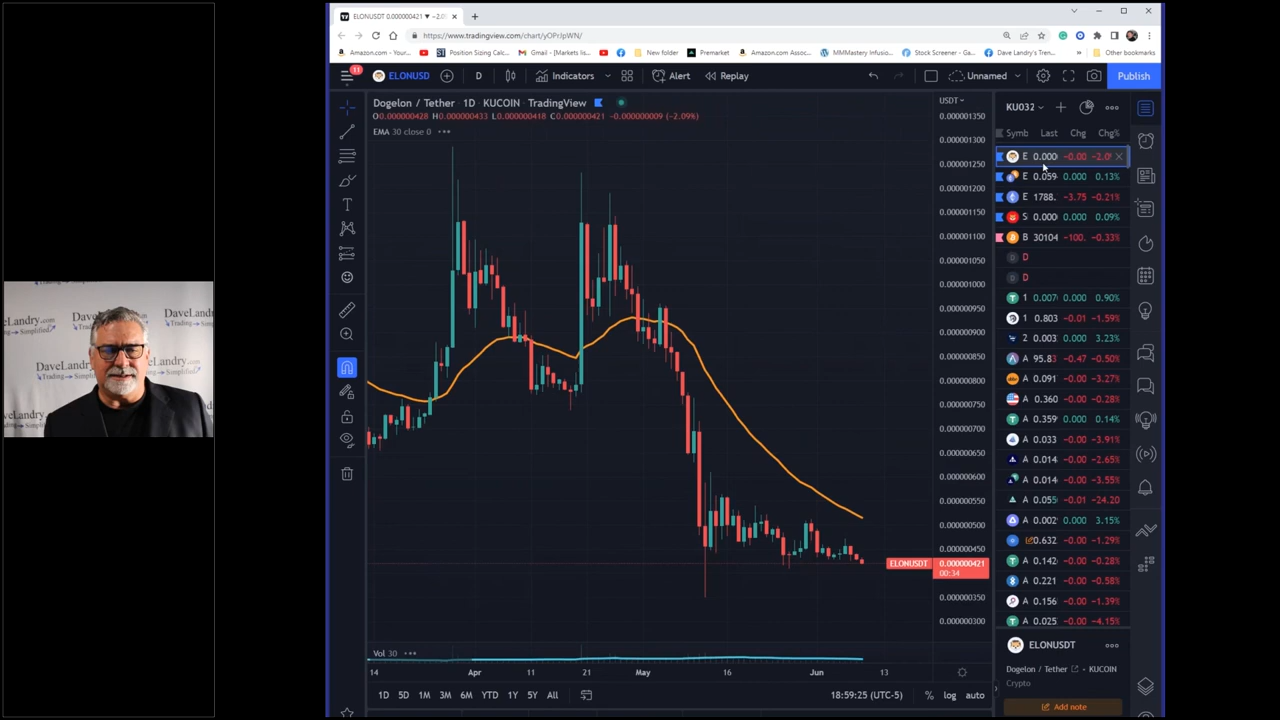 ELONUSD 0.000000421 ▼ −2.0
https://www.tradingview.com/chart/yOPrJpWN/
Amazon.com - Your...
Position Sizing Calc...
Gmail - [Markets lis...
New folder
Premarket
Amazon.com Assoc...
MMMastery Infusio...
Stock Screener - Ga...
Dave Landry's Tren...
»
Other bookmarks
11
ELONUSD
D
Indicators
Alert
Replay
Unnamed
Publish
Dogelon / Tether · 1D · KUCOIN · TradingView
O0.000000428 H0.000000433 L0.000000418 C0.000000421 −0.000000009 (−2.09%)
EMA 30 close 0
USDT
0.000001350
0.000001300
0.000001250
0.000001200
0.000001150
0.000001100
0.000001050
0.000001000
0.000000950
0.000000900
0.000000850
0.000000800
0.000000750
0.000000700
0.000000650
0.000000600
0.000000550
0.000000500
0.000000450
ELONUSDT 0.000000421
00:34
0.000000350
0.000000300
Vol 30
14 Apr 11 21 May 16 Jun 13
1D 5D 1M 3M 6M YTD 1Y 5Y All
18:59:25 (UTC-5)
% log auto
KU032
Symb Last Chg Chg%
E 0.000 −0.00 −2.0
E 0.059 0.000 0.13%
E 1788. −3.75 −0.21%
S 0.000 0.000 0.09%
B 30104 −100. −0.33%
D D
D D
1 0.007 0.000 0.90%
1 0.803 −0.01 −1.59%
2 0.003 0.000 3.23%
A 95.83 −0.47 −0.50%
A 0.091 −0.00 −3.27%
A 0.360 −0.00 −0.28%
A 0.359 0.000 0.14%
A 0.033 −0.00 −3.91%
A 0.014 −0.00 −2.65%
A 0.014 −0.00 −3.55%
A 0.055 −0.01 −24.20
A 0.002 0.000 3.15%
A 0.632 −0.00 −1.29%
A 0.142 −0.00 −0.28%
A 0.221 −0.00 −0.58%
A 0.156 −0.00 −1.39%
A 0.025 −0.00 −4.15%
ELONUSDT
Dogelon / Tether · KUCOIN
Crypto
Add note
DaveLandry.com
Trading Simplified